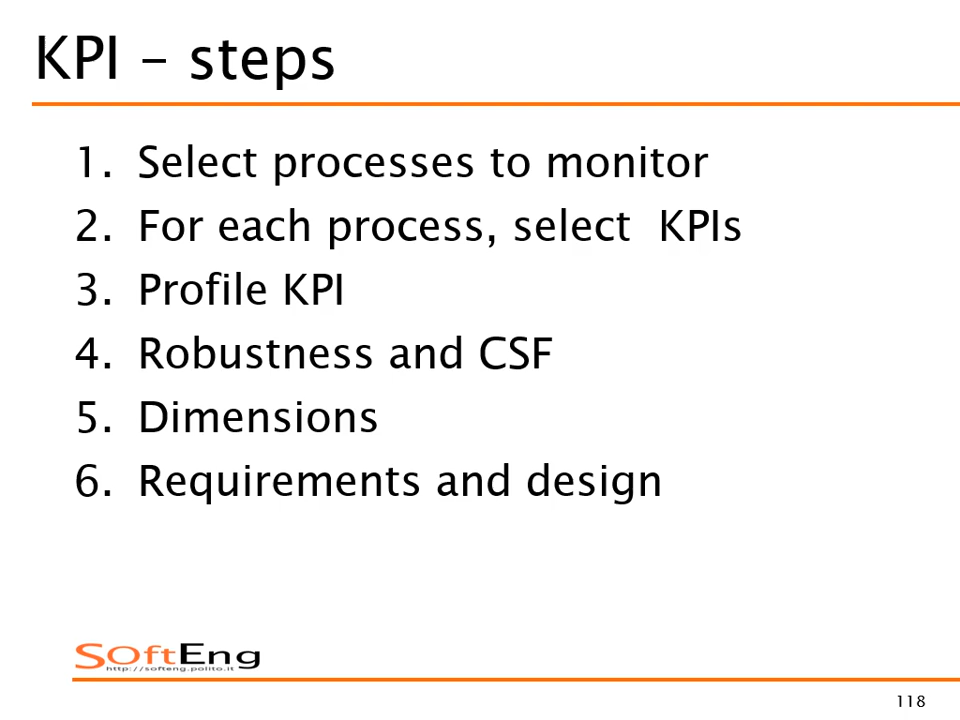 KPI – steps
1. Select processes to monitor
2. For each process, select  KPIs
3. Profile KPI
4. Robustness and CSF
5. Dimensions
6. Requirements and design
SOftEng
http://softeng.polito.it
118